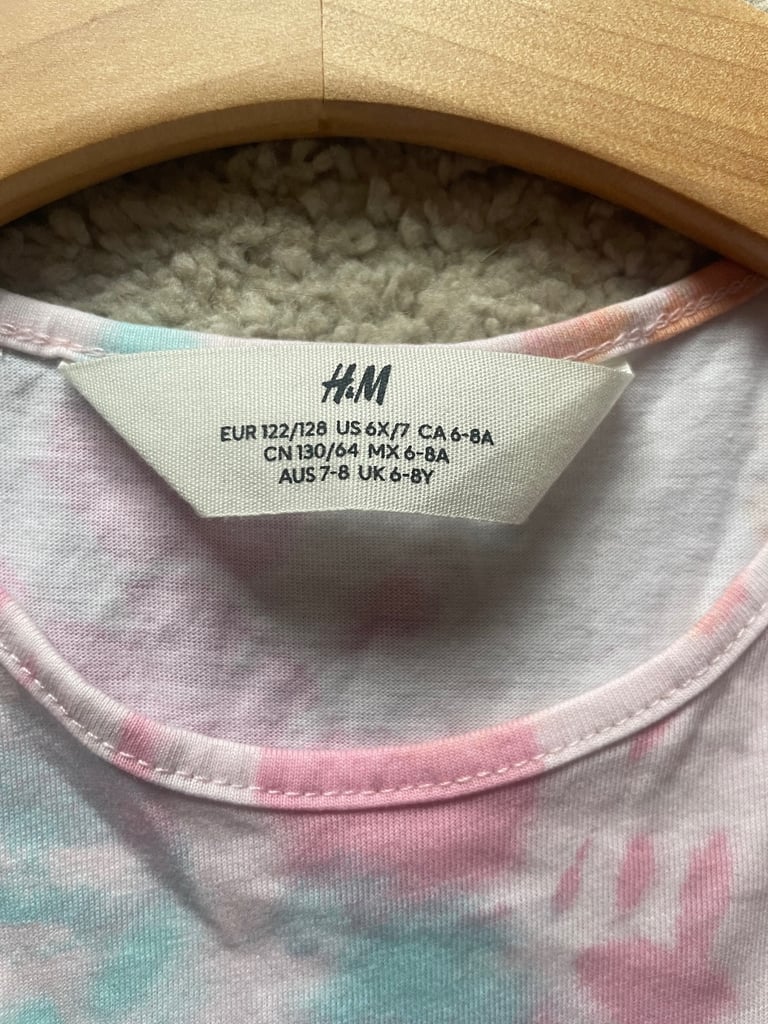 H&M
EUR 122/128 US 6X/7 CA 6-8A
CN 130/64 MX 6-8A
AUS 7-8 UK 6-8Y